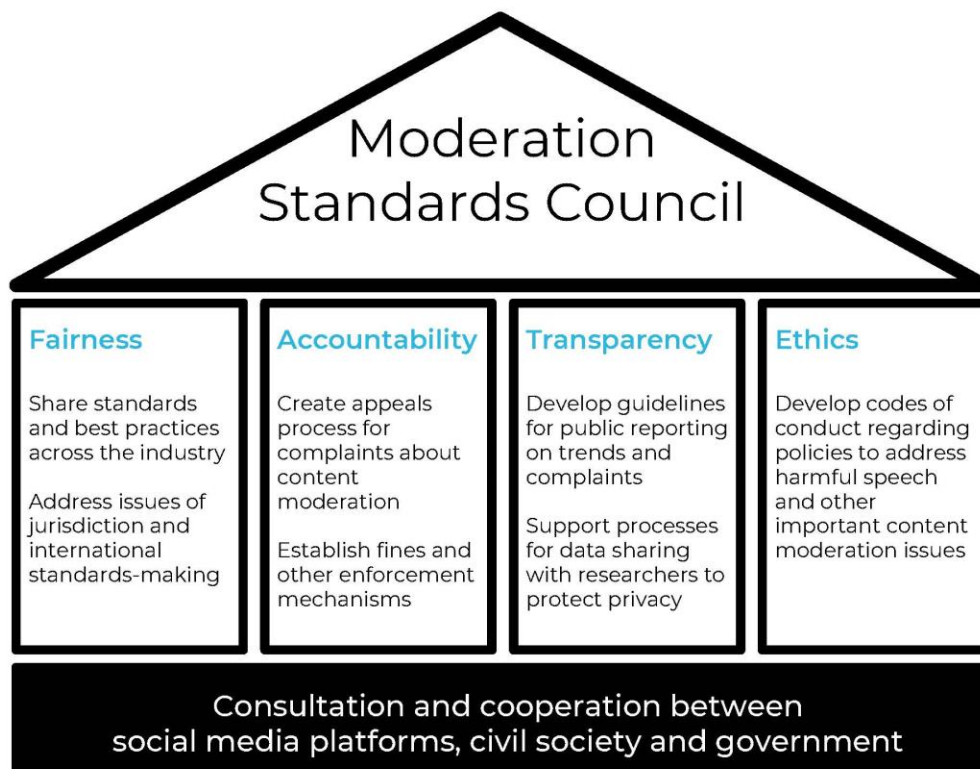 Moderation
Standards Council
Fairness
Share standards
and best practices
across the industry
Address issues of
jurisdiction and
international
standards-making
Accountability
Create appeals
process for
complaints about
content
moderation
Establish fines and
other enforcement
mechanisms
Transparency
Develop guidelines
for public reporting
on trends and
complaints
Support processes
for data sharing
with researchers to
protect privacy
Ethics
Develop codes of
conduct regarding
policies to address
harmful speech
and other
important content
moderation issues
Consultation and cooperation between
social media platforms, civil society and government